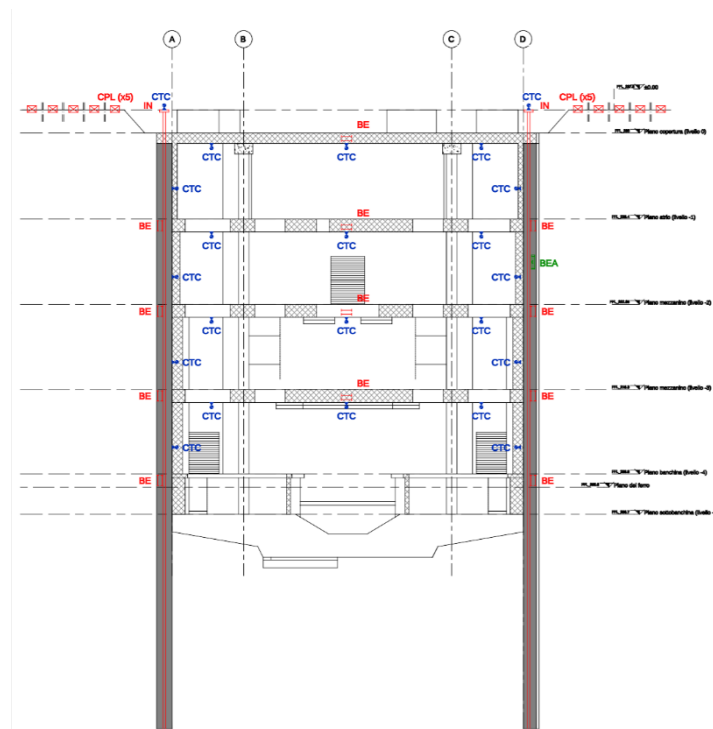 A B C D
CTC CTC
CPL (x5) IN IN CPL (x5)
±0.00
BE
Piano copertura (livello 0)
CTC CTC CTC
CTC CTC
BE
Piano atrio (livello -1)
BE BE
CTC CTC CTC
BEA
CTC CTC
BE
Piano mezzanino (livello -2)
BE BE
CTC CTC CTC
CTC CTC
BE
Piano mezzanino (livello -3)
BE BE
CTC CTC CTC
CTC CTC
Piano banchina (livello -4)
BE BE
Piano del ferro
Piano sottobanchina (livello -